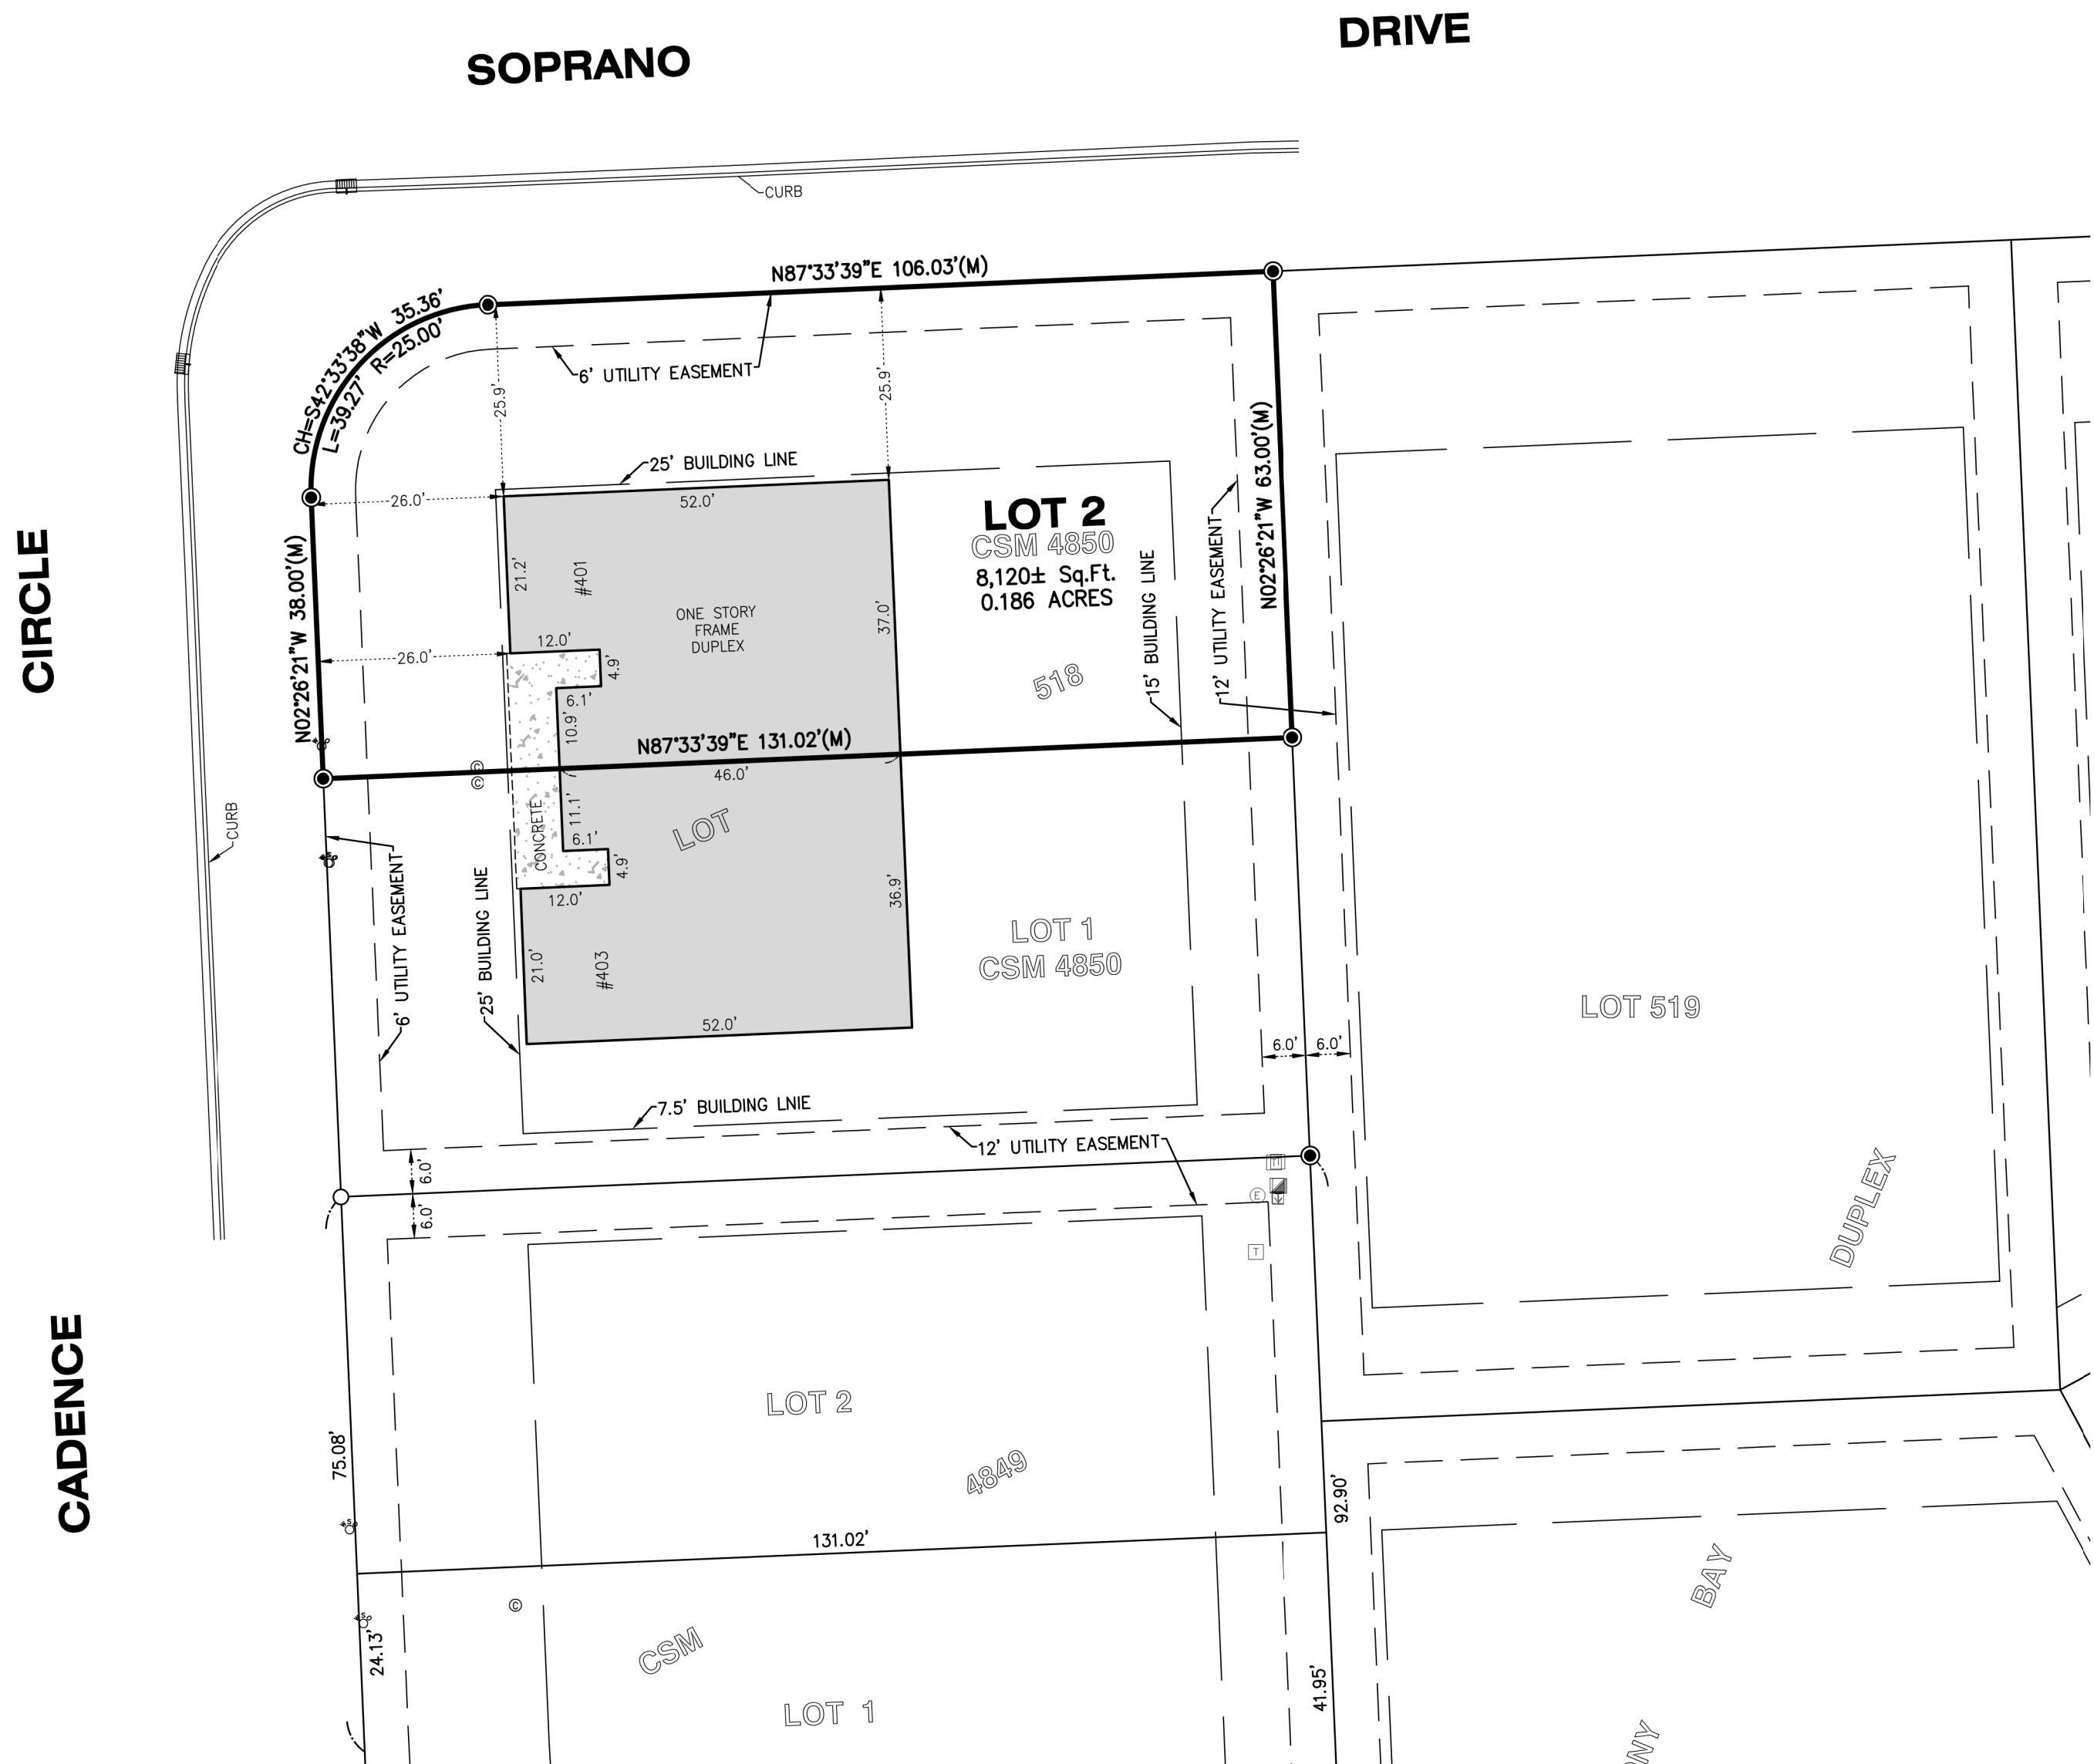 SOPRANO
DRIVE
CURB
N87°33'39"E 106.03'(M)
CH=S42°33'38"W 35.36'
L=39.27' R=25.00'
6' UTILITY EASEMENT
25.9'
25.9'
25' BUILDING LINE
26.0'
52.0'
LOT 2
CSM 4850
8,120± Sq.Ft.
0.186 ACRES
N02°26'21"W 63.00'(M)
12' UTILITY EASEMENT
15' BUILDING LINE
CIRCLE
N02°26'21"W 38.00'(M)
21.2'
#401
ONE STORY
FRAME
DUPLEX
37.0'
12.0'
26.0'
4.9'
6.1'
10.9'
518
N87°33'39"E 131.02'(M)
46.0'
C
C
CURB
CONCRETE
11.1'
6.1'
4.9'
12.0'
LOT
6' UTILITY EASEMENT
25' BUILDING LINE
21.0'
#403
36.9'
52.0'
LOT 1
CSM 4850
LOT 519
6.0'
6.0'
7.5' BUILDING LNIE
12' UTILITY EASEMENT
6.0'
6.0'
E
T
DUPLEX
CADENCE
LOT 2
4849
75.08'
92.90'
131.02'
BAY
C
24.13'
CSM
LOT 1
41.95'
NY